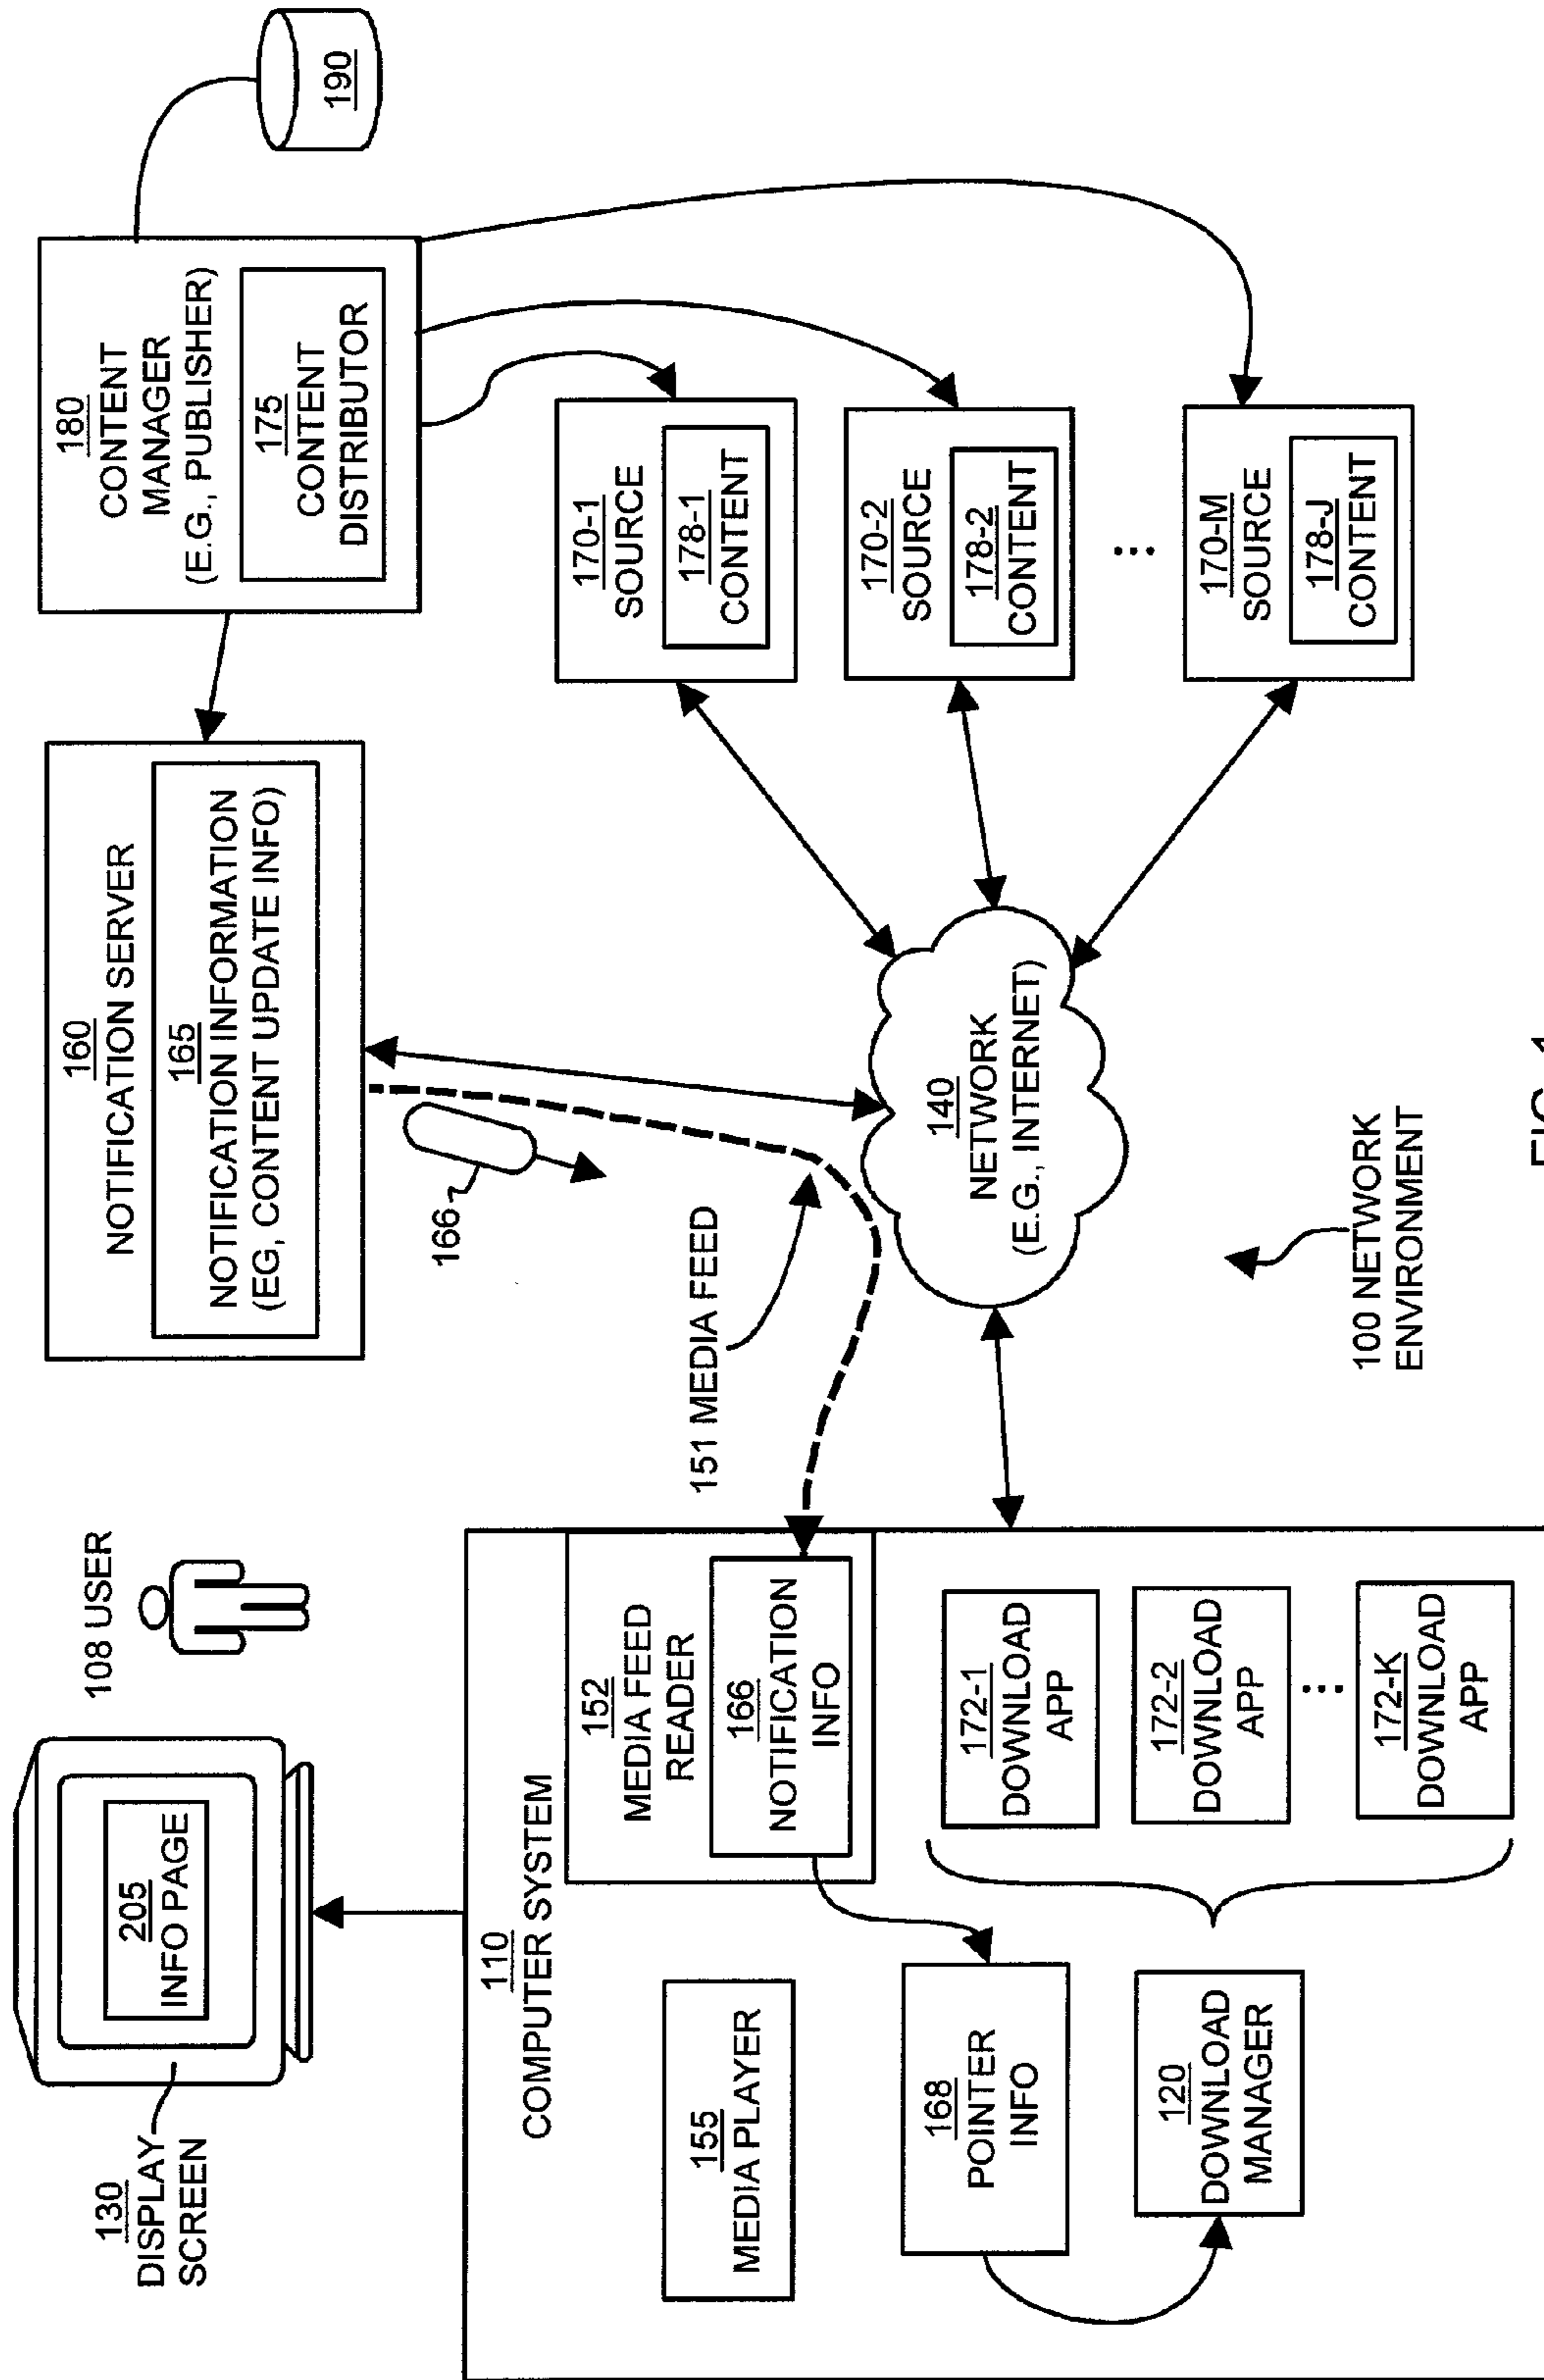 130
DISPLAY
SCREEN
205
INFO PAGE
108 USER
160
NOTIFICATION SERVER
165
NOTIFICATION INFORMATION
(EG, CONTENT UPDATE INFO)
180
CONTENT
MANAGER
(E.G., PUBLISHER)
175
CONTENT
DISTRIBUTOR
190
166
151 MEDIA FEED
110
COMPUTER SYSTEM
155
MEDIA PLAYER
152
MEDIA FEED
READER
166
NOTIFICATION
INFO
168
POINTER
INFO
120
DOWNLOAD
MANAGER
172-1
DOWNLOAD
APP
172-2
DOWNLOAD
APP
...
172-K
DOWNLOAD
APP
140
NETWORK
(E.G., INTERNET)
170-1
SOURCE
178-1
CONTENT
170-2
SOURCE
178-2
CONTENT
...
170-M
SOURCE
178-J
CONTENT
100 NETWORK
ENVIRONMENT
FIG. 1